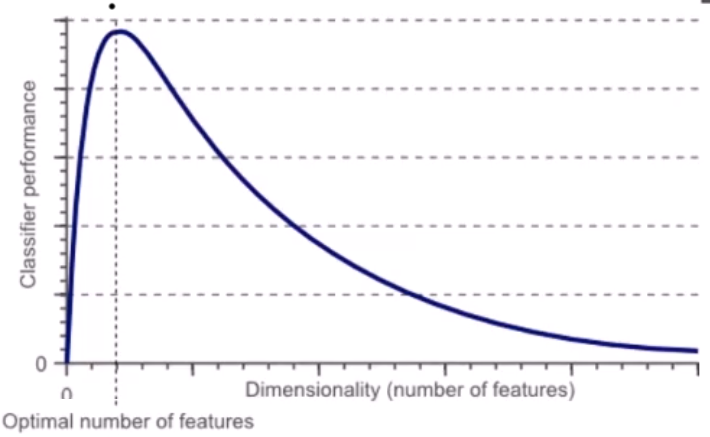 Classifier performance
0
0
Dimensionality (number of features)
Optimal number of features